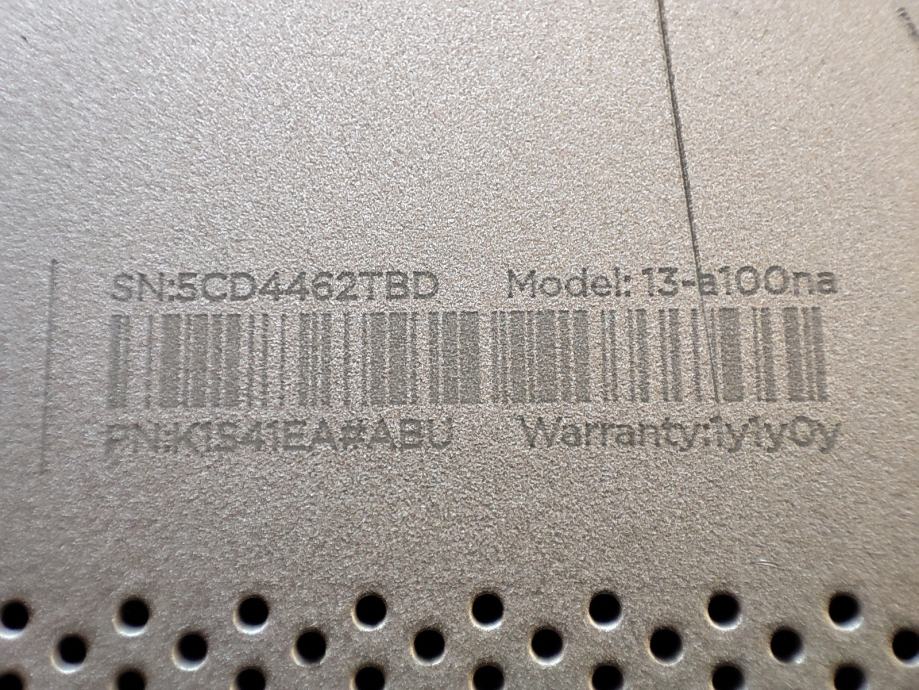 SN:5CD4462TBD Model: 13-a100na
PN:K1S41EA#ABU Warranty:1y1y0y